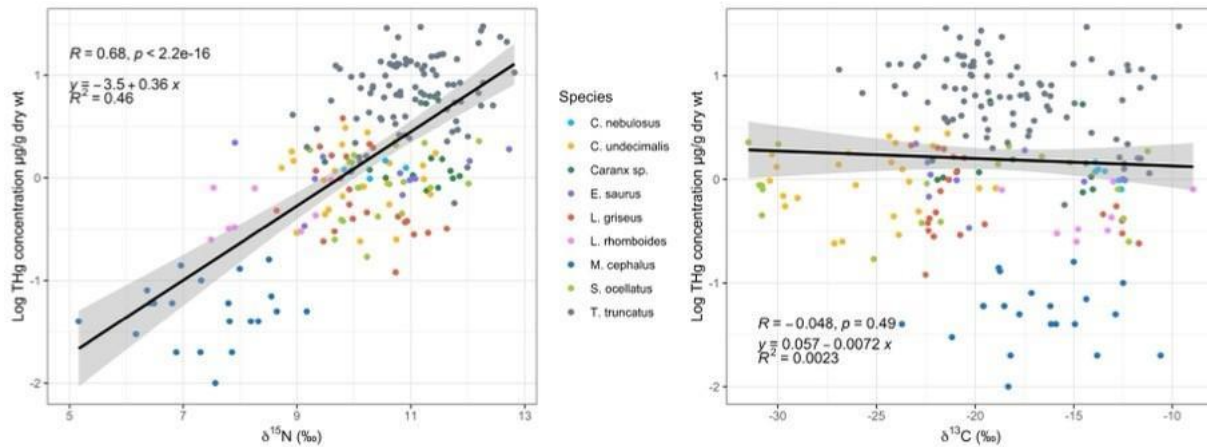 R = 0.68, p < 2.2e-16
y = −3.5 + 0.36 x
R² = 0.46
Log THg concentration µg/g dry wt
1
0
-1
-2
5
7
9
11
13
δ¹⁵N (‰)
Species
C. nebulosus
C. undecimalis
Caranx sp.
E. saurus
L. griseus
L. rhomboides
M. cephalus
S. ocellatus
T. truncatus
Log THg concentration µg/g dry wt
1
0
-1
-2
R = −0.048, p = 0.49
y = 0.057 − 0.0072 x
R² = 0.0023
-30
-25
-20
-15
-10
δ¹³C (‰)